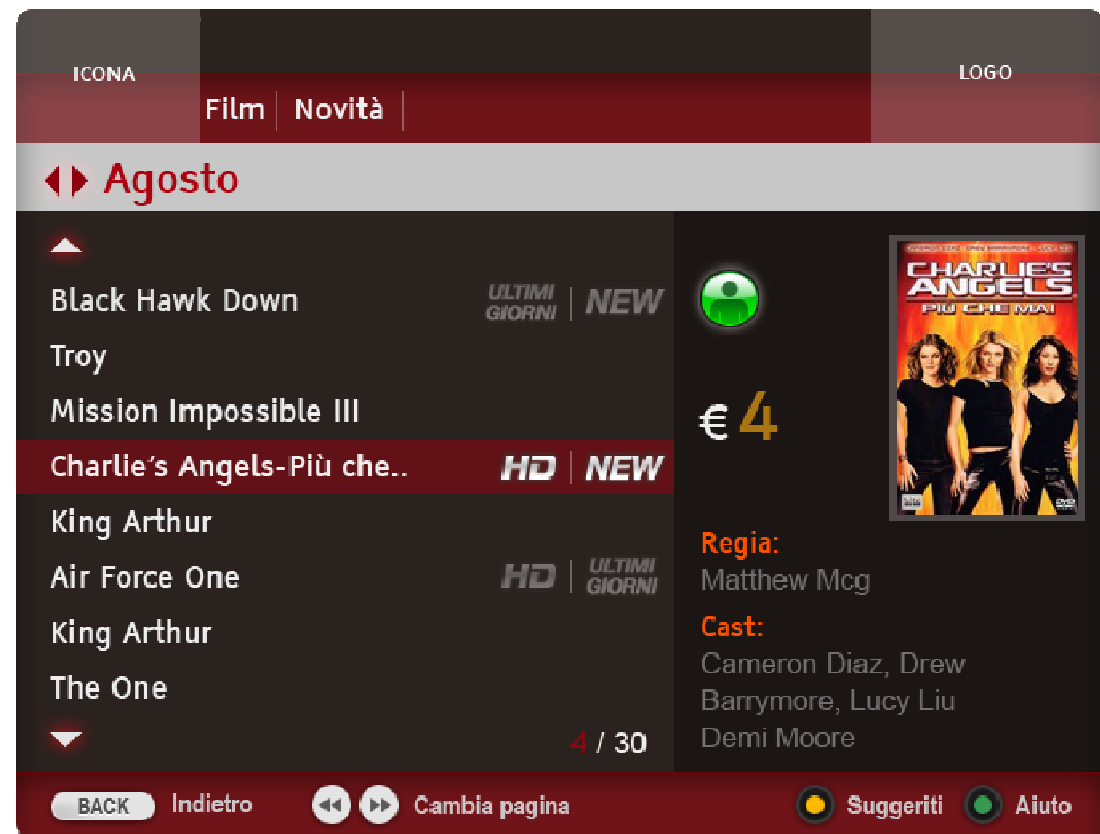 ICONA
LOGO
Film | Novità |
Agosto
Black Hawk Down ULTIMI GIORNI | NEW
Troy
Mission Impossible III
Charlie's Angels-Più che.. HD | NEW
King Arthur
Air Force One HD | ULTIMI GIORNI
King Arthur
The One
4 / 30
CHARLIE'S
ANGELS
PIÙ CHE MAI
DVD
€ 4
Regia:
Matthew Mcg
Cast:
Cameron Diaz, Drew
Barrymore, Lucy Liu
Demi Moore
BACK Indietro Cambia pagina Suggeriti Aiuto